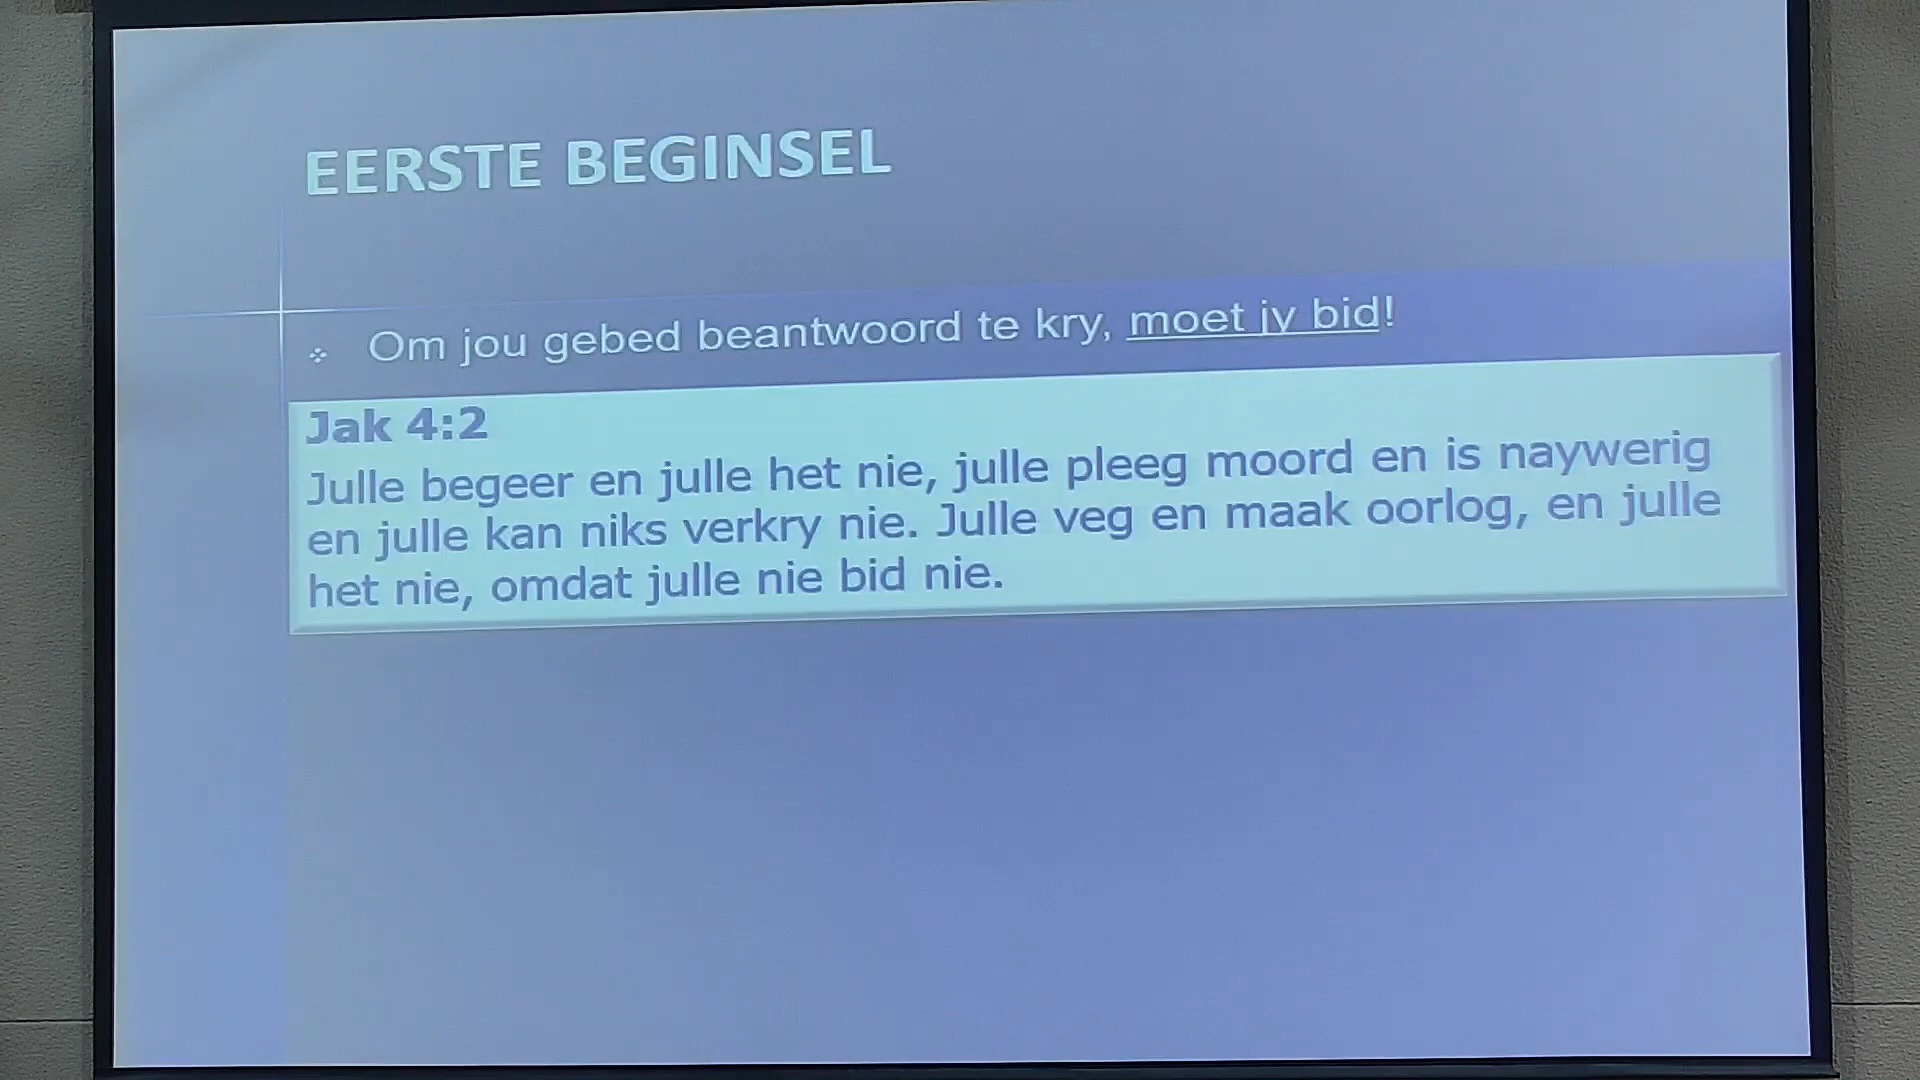 EERSTE BEGINSEL
Om jou gebed beantwoord te kry, moet jy bid!
Jak 4:2
Julle begeer en julle het nie, julle pleeg moord en is naywerig
en julle kan niks verkry nie. Julle veg en maak oorlog, en julle
het nie, omdat julle nie bid nie.